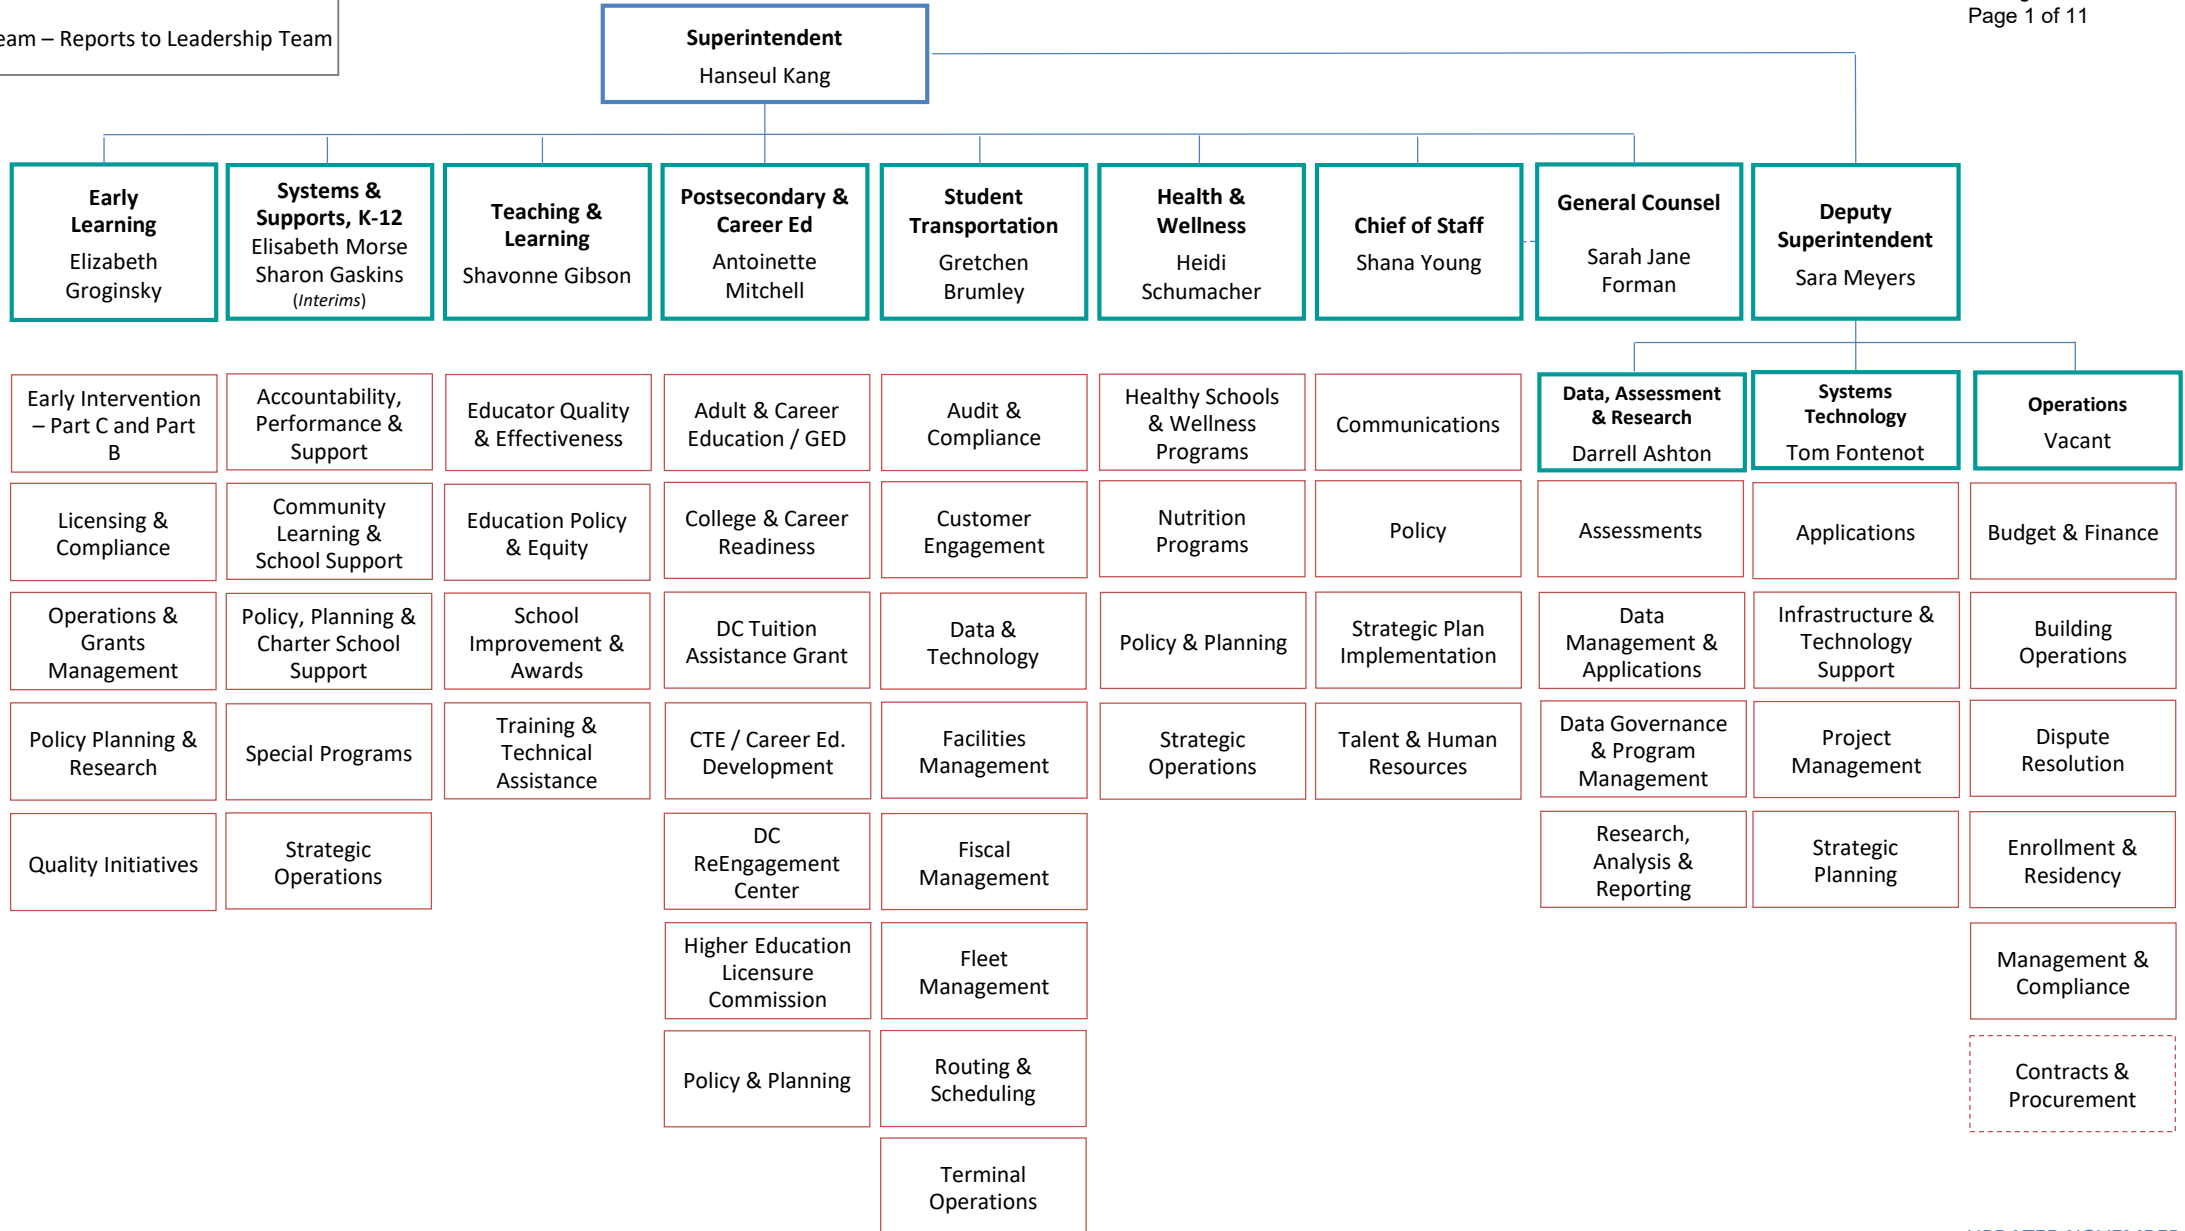 Page 1 of 11
– Reports to Leadership Team
Superintendent
Hanseul Kang
Early
Learning
Elizabeth
Groginsky
Systems &
Supports, K-12
Elisabeth Morse
Sharon Gaskins
(Interims)
Teaching &
Learning
Shavonne Gibson
Postsecondary &
Career Ed
Antoinette
Mitchell
Student
Transportation
Gretchen
Brumley
Health &
Wellness
Heidi
Schumacher
Chief of Staff
Shana Young
General Counsel
Sarah Jane
Forman
Deputy
Superintendent
Sara Meyers
Early Intervention
– Part C and Part
B
Licensing &
Compliance
Operations &
Grants
Management
Policy Planning &
Research
Quality Initiatives
Accountability,
Performance &
Support
Community
Learning &
School Support
Policy, Planning &
Charter School
Support
Special Programs
Strategic
Operations
Educator Quality
& Effectiveness
Education Policy
& Equity
School
Improvement &
Awards
Training &
Technical
Assistance
Adult & Career
Education / GED
College & Career
Readiness
DC Tuition
Assistance Grant
CTE / Career Ed.
Development
DC
ReEngagement
Center
Higher Education
Licensure
Commission
Policy & Planning
Audit &
Compliance
Customer
Engagement
Data &
Technology
Facilities
Management
Fiscal
Management
Fleet
Management
Routing &
Scheduling
Terminal
Operations
Healthy Schools
& Wellness
Programs
Nutrition
Programs
Policy & Planning
Strategic
Operations
Communications
Policy
Strategic Plan
Implementation
Talent & Human
Resources
Data, Assessment
& Research
Darrell Ashton
Assessments
Data
Management &
Applications
Data Governance
& Program
Management
Research,
Analysis &
Reporting
Systems
Technology
Tom Fontenot
Applications
Infrastructure &
Technology
Support
Project
Management
Strategic
Planning
Operations
Vacant
Budget & Finance
Building
Operations
Dispute
Resolution
Enrollment &
Residency
Management &
Compliance
Contracts &
Procurement
UPDATED NOVEMBER